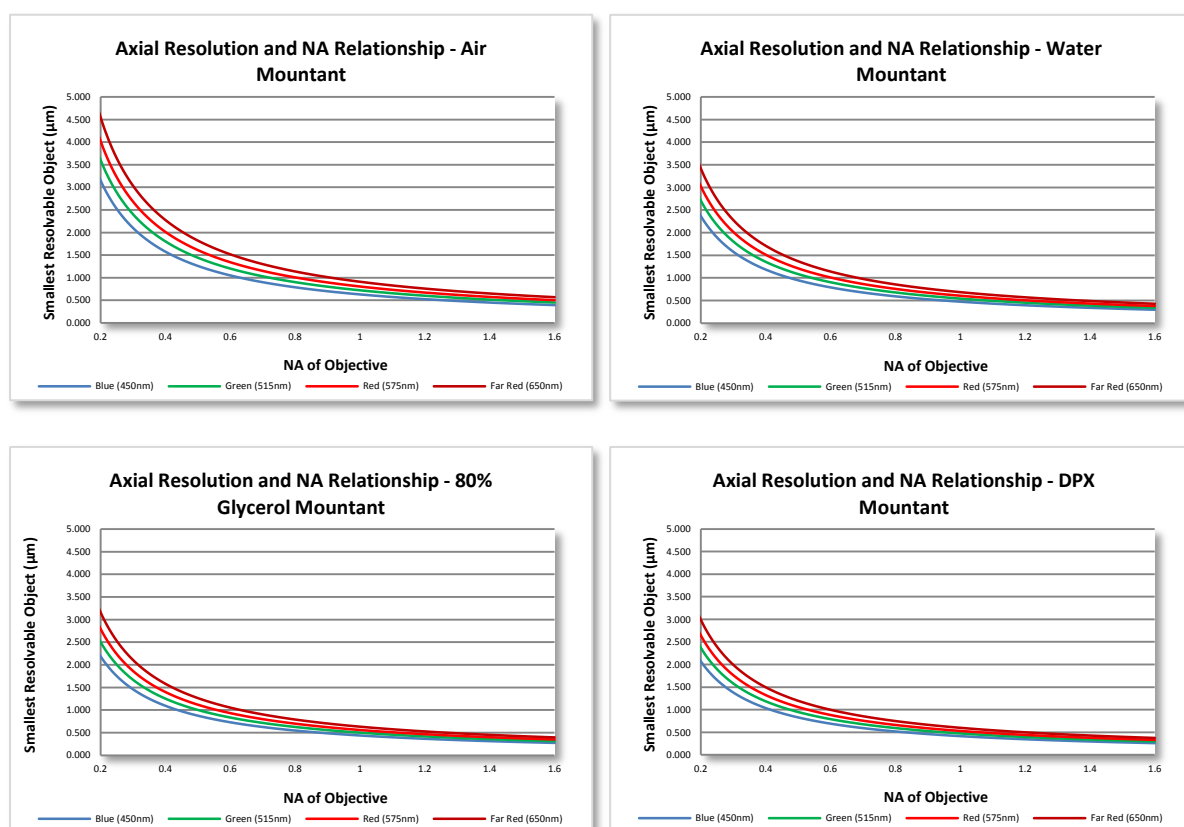 Axial Resolution and NA Relationship - Air
Mountant
Smallest Resolvable Object (µm)
5.000
4.500
4.000
3.500
3.000
2.500
2.000
1.500
1.000
0.500
0.000
0.2 0.4 0.6 0.8 1 1.2 1.4 1.6
NA of Objective
Blue (450nm) Green (515nm) Red (575nm) Far Red (650nm)
Axial Resolution and NA Relationship - Water
Mountant
Smallest Resolvable Object (µm)
5.000
4.500
4.000
3.500
3.000
2.500
2.000
1.500
1.000
0.500
0.000
0.2 0.4 0.6 0.8 1 1.2 1.4 1.6
NA of Objective
Blue (450nm) Green (515nm) Red (575nm) Far Red (650nm)
Axial Resolution and NA Relationship - 80%
Glycerol Mountant
Smallest Resolvable Object (µm)
5.000
4.500
4.000
3.500
3.000
2.500
2.000
1.500
1.000
0.500
0.000
0.2 0.4 0.6 0.8 1 1.2 1.4 1.6
NA of Objective
Blue (450nm) Green (515nm) Red (575nm) Far Red (650nm)
Axial Resolution and NA Relationship - DPX
Mountant
Smallest Resolvable Object (µm)
5.000
4.500
4.000
3.500
3.000
2.500
2.000
1.500
1.000
0.500
0.000
0.2 0.4 0.6 0.8 1 1.2 1.4 1.6
NA of Objective
Blue (450nm) Green (515nm) Red (575nm) Far Red (650nm)